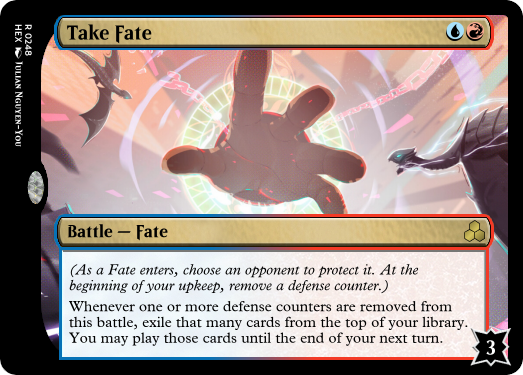 Take Fate
R 0248
HEX Julian Nguyen-You
Battle — Fate
(As a Fate enters, choose an opponent to protect it. At the
beginning of your upkeep, remove a defense counter.)
Whenever one or more defense counters are removed from
this battle, exile that many cards from the top of your library.
You may play those cards until the end of your next turn.
3